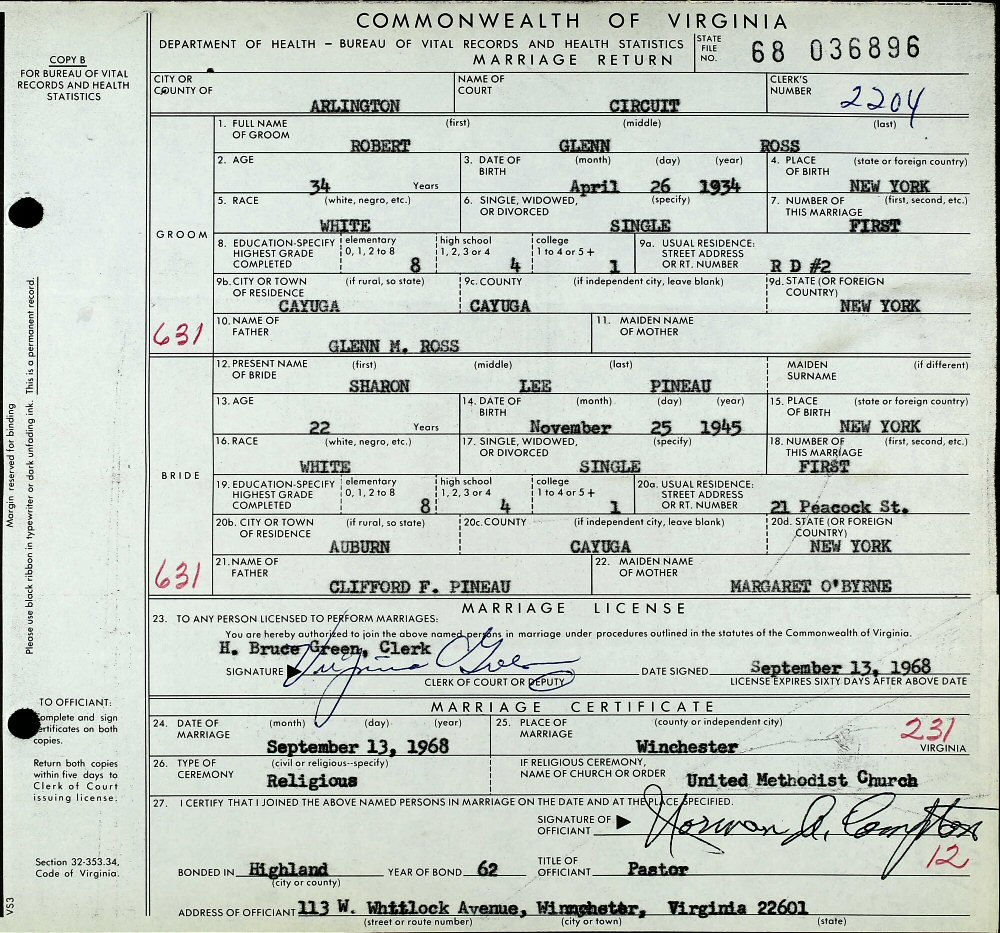 COMMONWEALTH OF VIRGINIA
DEPARTMENT OF HEALTH – BUREAU OF VITAL RECORDS AND HEALTH STATISTICS
MARRIAGE RETURN
STATE FILE NO. 68 036896
COPY B
FOR BUREAU OF VITAL
RECORDS AND HEALTH
STATISTICS
CITY OR COUNTY OF ARLINGTON NAME OF COURT CIRCUIT CLERK'S NUMBER 2204
GROOM
1. FULL NAME OF GROOM (first) ROBERT (middle) GLENN (last) ROSS
2. AGE 34 Years 3. DATE OF BIRTH (month) April (day) 26 (year) 1934 4. PLACE OF BIRTH (state or foreign country) NEW YORK
5. RACE (white, negro, etc.) WHITE 6. SINGLE, WIDOWED, OR DIVORCED (specify) SINGLE 7. NUMBER OF THIS MARRIAGE (first, second, etc.) FIRST
8. EDUCATION-SPECIFY HIGHEST GRADE COMPLETED elementary 0, 1, 2 to 8 8 high school 1, 2, 3 or 4 4 college 1 to 4 or 5 + 1 9a. USUAL RESIDENCE: STREET ADDRESS OR RT. NUMBER R D #2
9b. CITY OR TOWN OF RESIDENCE (if rural, so state) CAYUGA 9c. COUNTY (if independent city, leave blank) CAYUGA 9d. STATE (OR FOREIGN COUNTRY) NEW YORK
631
10. NAME OF FATHER GLENN M. ROSS 11. MAIDEN NAME OF MOTHER
BRIDE
12. PRESENT NAME OF BRIDE (first) SHARON (middle) LEE (last) PINEAU MAIDEN SURNAME (if different)
13. AGE 22 Years 14. DATE OF BIRTH (month) November (day) 25 (year) 1945 15. PLACE OF BIRTH (state or foreign country) NEW YORK
16. RACE (white, negro, etc.) WHITE 17. SINGLE, WIDOWED, OR DIVORCED (specify) SINGLE 18. NUMBER OF THIS MARRIAGE (first, second, etc.) FIRST
19. EDUCATION-SPECIFY HIGHEST GRADE COMPLETED elementary 0, 1, 2 to 8 8 high school 1, 2, 3 or 4 4 college 1 to 4 or 5 + 1 20a. USUAL RESIDENCE: STREET ADDRESS OR RT. NUMBER 21 Peacock St.
20b. CITY OR TOWN OF RESIDENCE (if rural, so state) AUBURN 20c. COUNTY (if independent city, leave blank) CAYUGA 20d. STATE (OR FOREIGN COUNTRY) NEW YORK
631
21. NAME OF FATHER CLIFFORD F. PINEAU 22. MAIDEN NAME OF MOTHER MARGARET O'BYRNE
MARRIAGE LICENSE
23. TO ANY PERSON LICENSED TO PERFORM MARRIAGES:
You are hereby authorized to join the above named persons in marriage under procedures outlined in the statutes of the Commonwealth of Virginia.
H. Bruce Green, Clerk
SIGNATURE Virginia DATE SIGNED September 13, 1968
CLERK OF COURT OR DEPUTY LICENSE EXPIRES SIXTY DAYS AFTER ABOVE DATE
MARRIAGE CERTIFICATE
24. DATE OF MARRIAGE (month) (day) (year) September 13, 1968 25. PLACE OF MARRIAGE (county or independent city) Winchester 231 VIRGINIA
26. TYPE OF CEREMONY (civil or religious--specify) Religious IF RELIGIOUS CEREMONY, NAME OF CHURCH OR ORDER United Methodist Church
27. I CERTIFY THAT I JOINED THE ABOVE NAMED PERSONS IN MARRIAGE ON THE DATE AND AT THE PLACE SPECIFIED.
SIGNATURE OF OFFICIANT Norman A. Compton
12
BONDED IN Highland (city or county) YEAR OF BOND 62 TITLE OF OFFICIANT Pastor
ADDRESS OF OFFICIANT 113 W. Whitlock Avenue, Winchester, Virginia 22601
(street or route number) (city or town) (state)
Margin reserved for binding
Please use black ribbon in typewriter or dark unfading ink. This is a permanent record.
TO OFFICIANT:
Complete and sign
certificates on both
copies.
Return both copies
within five days to
Clerk of Court
issuing license.
Section 32-353.34,
Code of Virginia.
VS3